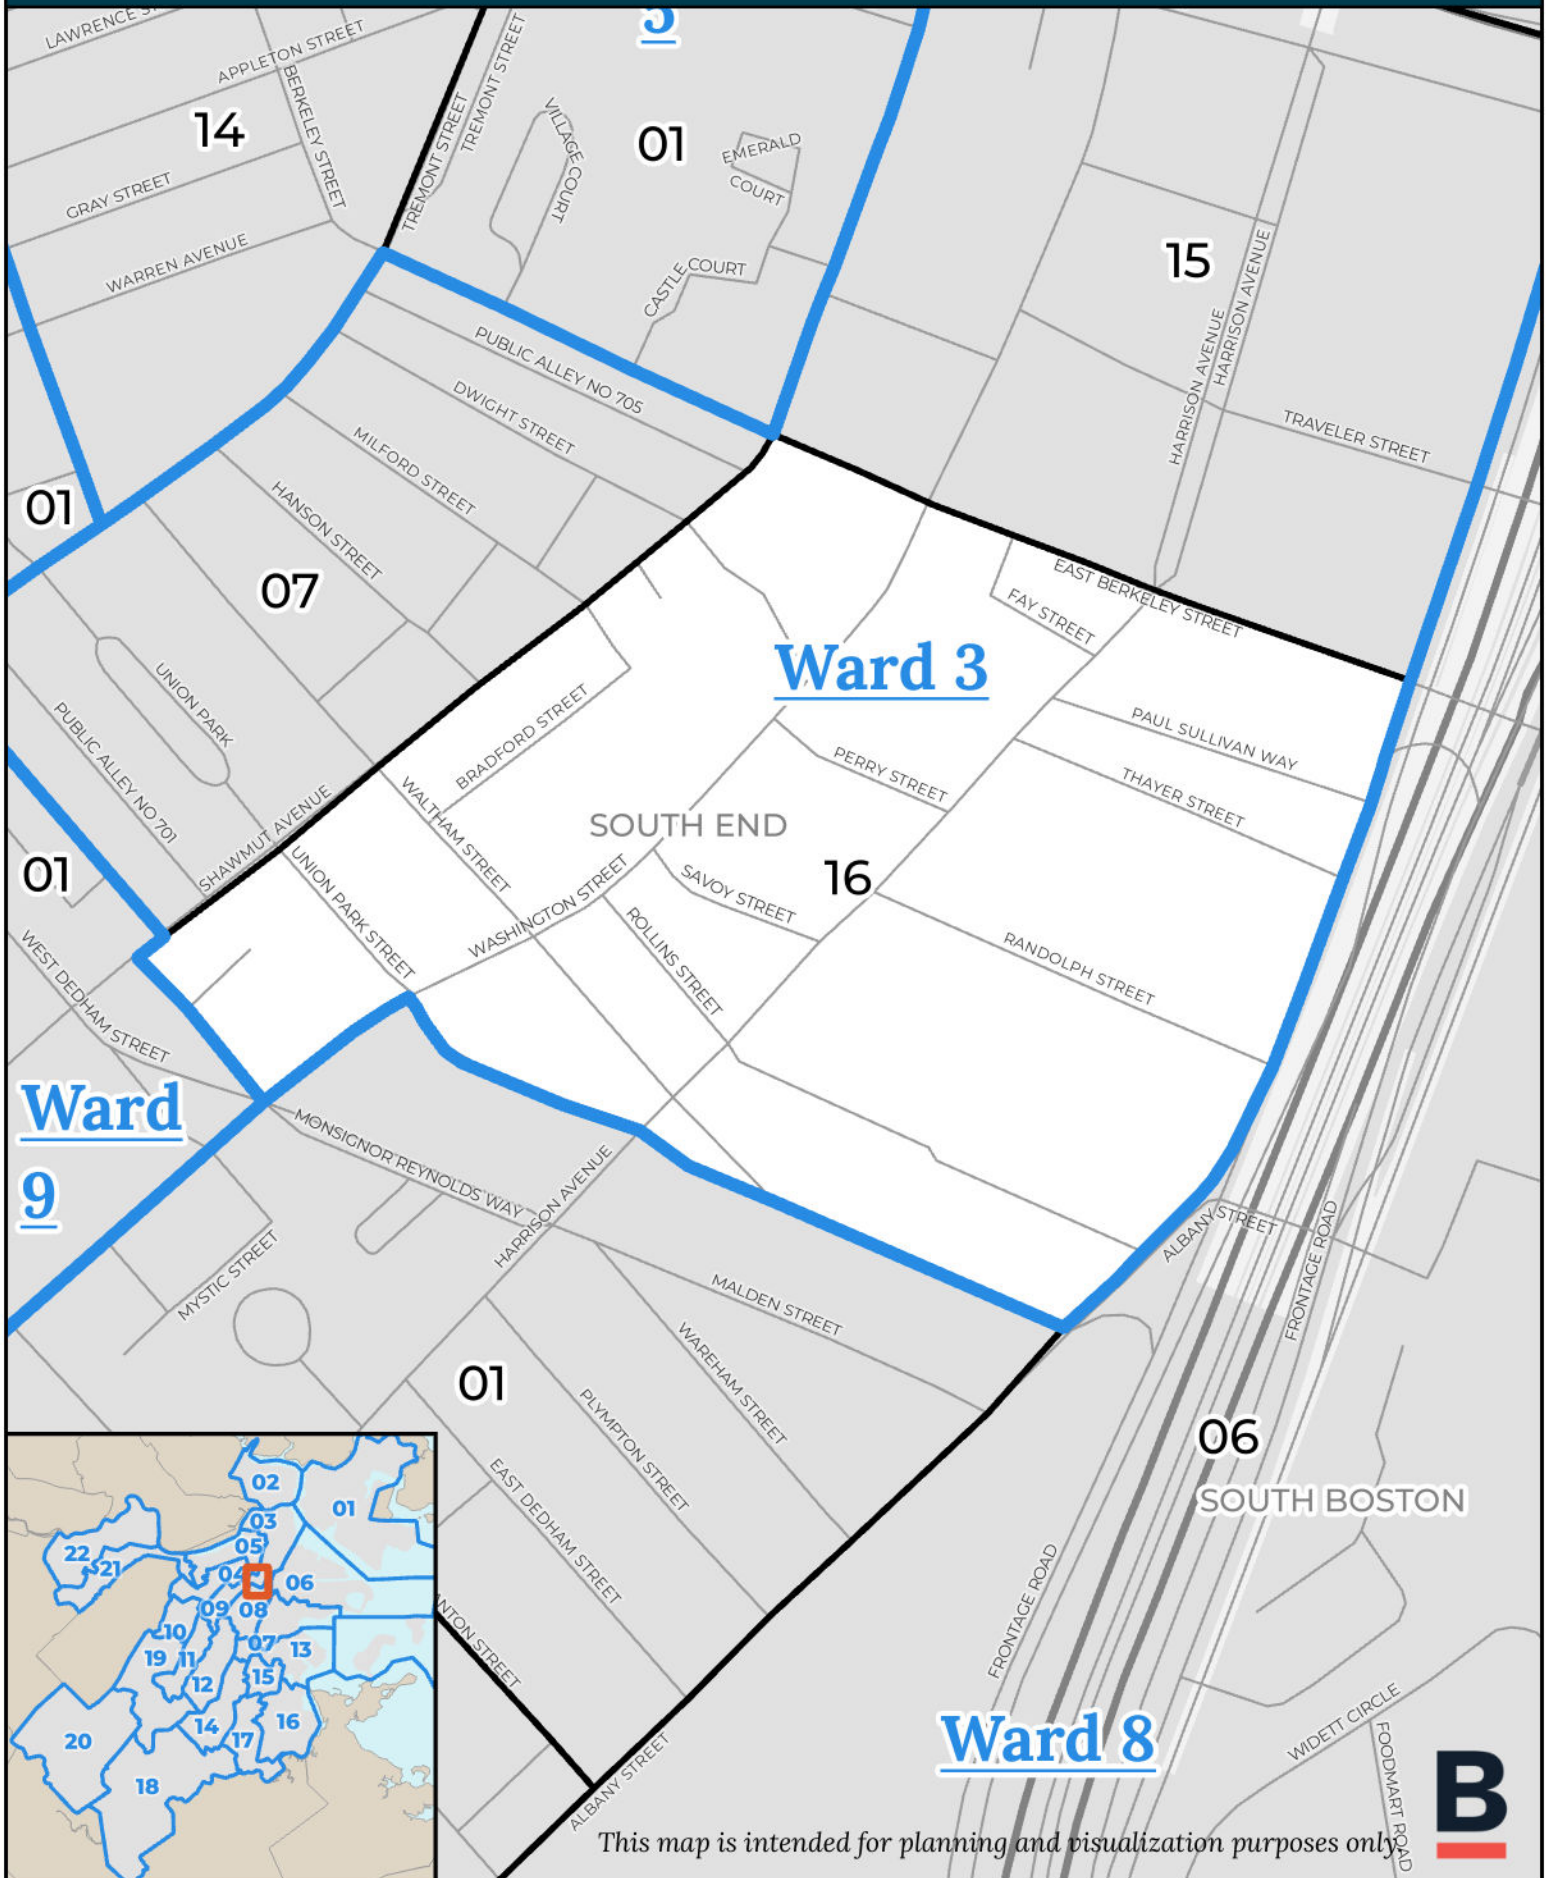 LAWRENCE
APPLETON STREET
BERKELEY STREET
14
GRAY STREET
WARREN AVENUE
TREMONT STREET
TREMONT STREET
VILLAGE COURT
01
EMERALD
COURT
CASTLE COURT
15
HARRISON AVENUE
HARRISON AVENUE
TRAVELER STREET
PUBLIC ALLEY NO 705
DWIGHT STREET
MILFORD STREET
HANSON STREET
01
07
UNION PARK
PUBLIC ALLEY NO 701
SHAWMUT AVENUE
01
EAST BERKELEY STREET
FAY STREET
Ward 3
PAUL SULLIVAN WAY
THAYER STREET
BRADFORD STREET
PERRY STREET
WALTHAM STREET
SOUTH END
16
UNION PARK STREET
WASHINGTON STREET
SAVOY STREET
ROLLINS STREET
RANDOLPH STREET
WEST DEDHAM STREET
Ward
9
MONSIGNOR REYNOLDS WAY
HARRISON AVENUE
MYSTIC STREET
ALBANY STREET
FRONTAGE ROAD
MALDEN STREET
WAREHAM STREET
01
PLYMPTON STREET
EAST DEDHAM STREET
06
SOUTH BOSTON
FRONTAGE ROAD
Ward 8
WIDETT CIRCLE
FOODMART ROAD
NTON STREET
ALBANY STREET
02
01
03
05
22
21
04
06
09
08
10
07
13
19
11
12
15
14
17
16
20
18
B
This map is intended for planning and visualization purposes only.